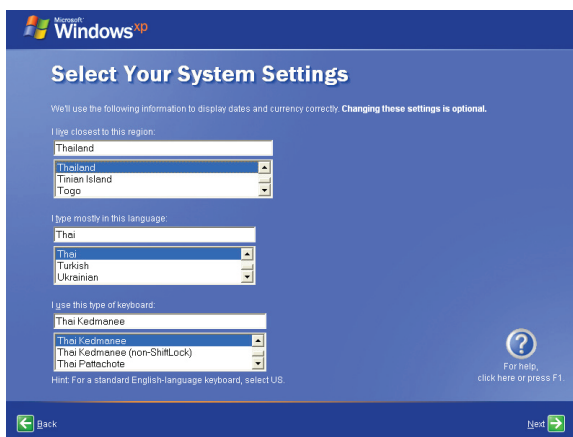 Microsoft
Windows xp
Select Your System Settings
We'll use the following information to display dates and currency correctly. Changing these settings is optional.
I live closest to this region:
Thailand
Thailand
Tinian Island
Togo
I type mostly in this language:
Thai
Thai
Turkish
Ukrainian
I use this type of keyboard:
Thai Kedmanee
Thai Kedmanee
Thai Kedmanee (non-ShiftLock)
Thai Pattachote
Hint: For a standard English-language keyboard, select US.
?
For help,
click here or press F1.
Back
Next